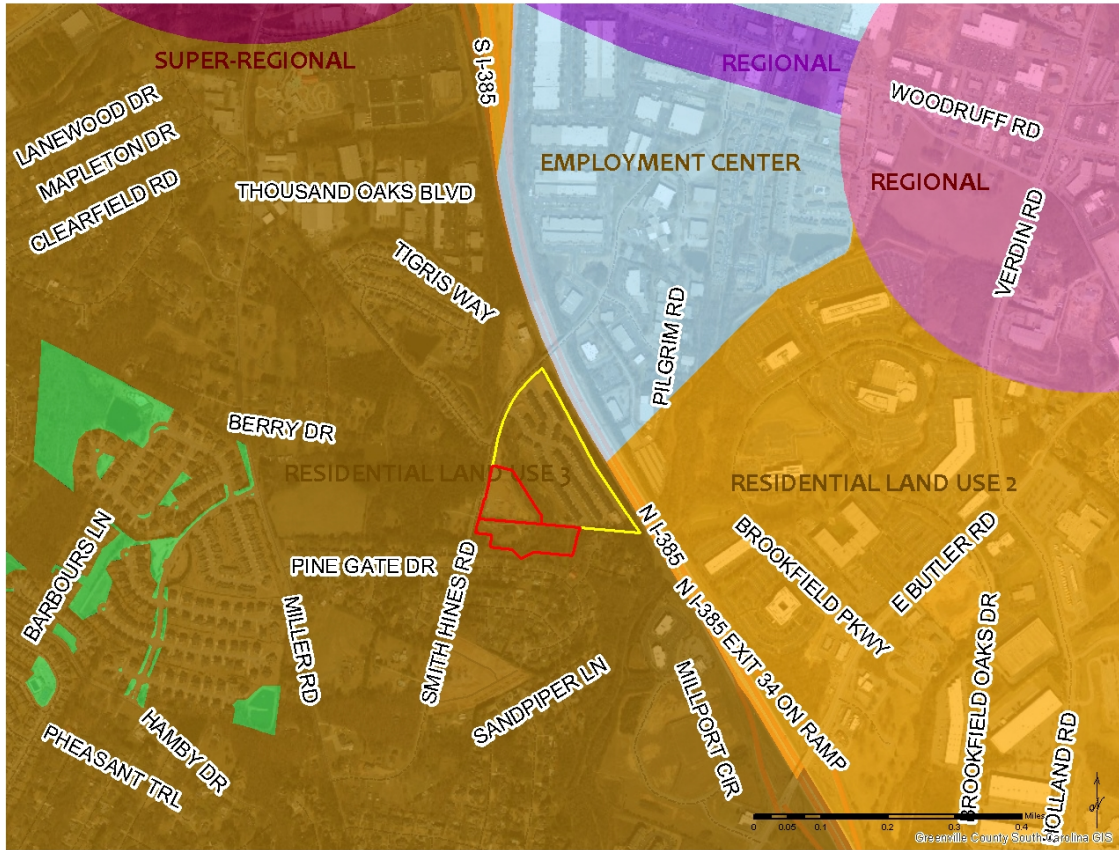 SUPER-REGIONAL
S I-385
REGIONAL
WOODRUFF RD
LANEWOOD DR
MAPLETON DR
CLEARFIELD RD
THOUSAND OAKS BLVD
EMPLOYMENT CENTER
REGIONAL
VERDIN RD
TIGRIS WAY
PILGRIM RD
BERRY DR
RESIDENTIAL LAND USE 3
RESIDENTIAL LAND USE 2
N I-385
BROOKFIELD PKWY
E BUTLER RD
BARBOURS LN
PINE GATE DR
MILLER RD
SMITH HINES RD
N I-385 EXIT 34 ON RAMP
BROOKFIELD OAKS DR
SANDPIPER LN
MILLPORT CIR
HAMBY DR
PHEASANT TRL
HOLLAND RD
Miles
0 0.05 0.1 0.2 0.3 0.4
N
Greenville County South Carolina GIS